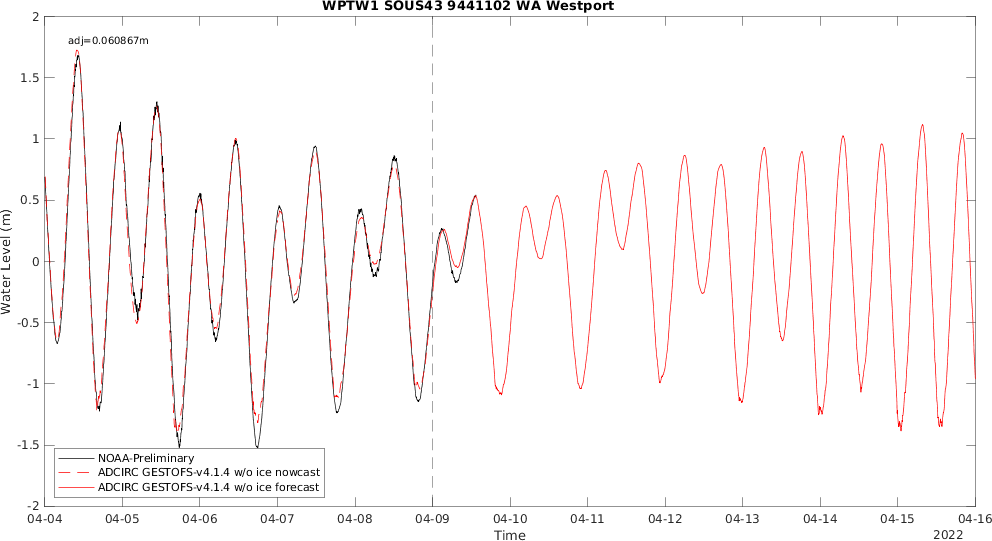 WPTW1 SOUS43 9441102 WA Westport
adj=0.060867m
2
1.5
1
0.5
0
-0.5
-1
-1.5
-2
Water Level (m)
NOAA-Preliminary
ADCIRC GESTOFS-v4.1.4 w/o ice nowcast
ADCIRC GESTOFS-v4.1.4 w/o ice forecast
04-04 04-05 04-06 04-07 04-08 04-09 04-10 04-11 04-12 04-13 04-14 04-15 04-16
Time
2022